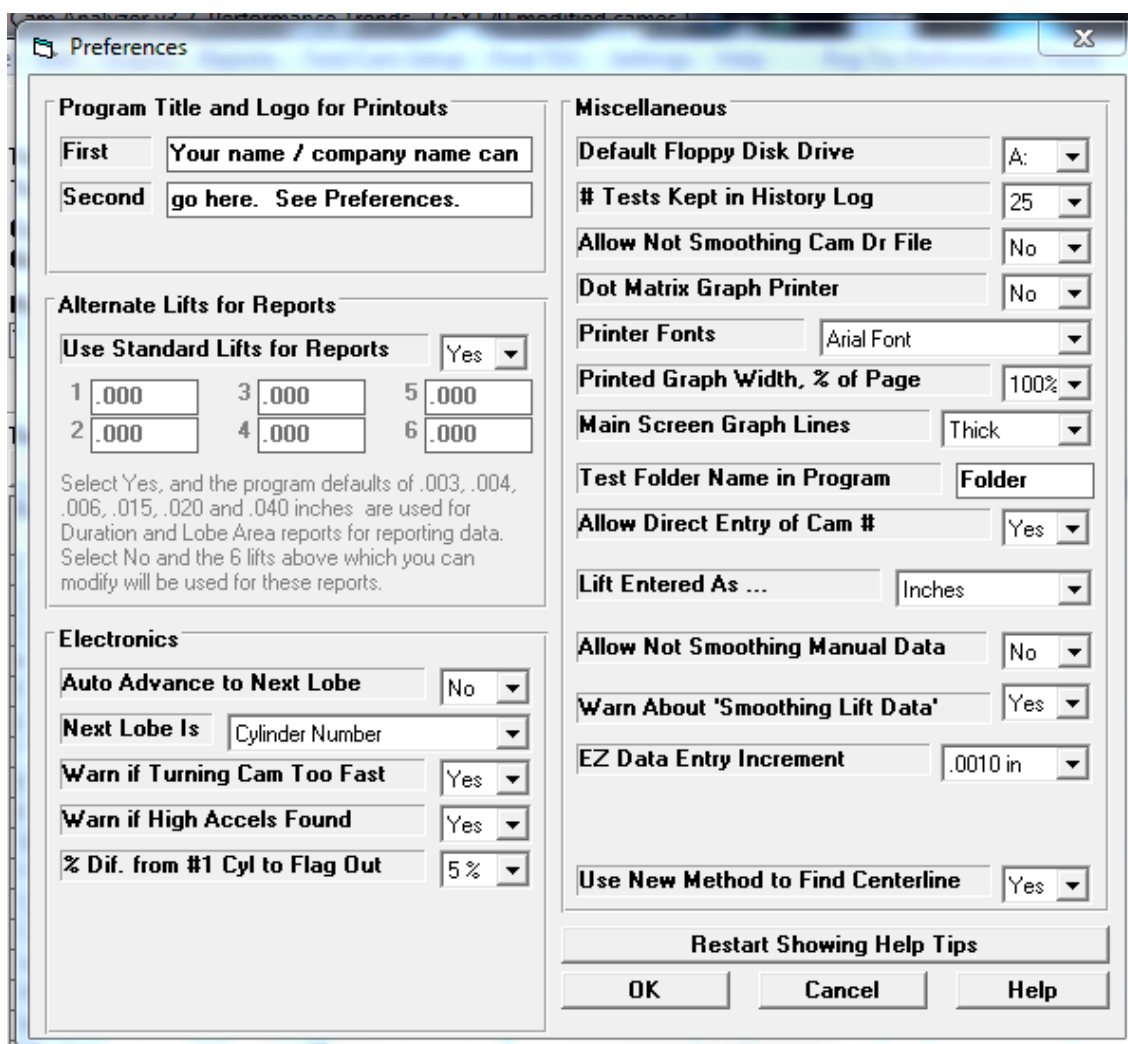 Preferences
Program Title and Logo for Printouts
First Your name / company name can
Second go here. See Preferences.
Alternate Lifts for Reports
Use Standard Lifts for Reports Yes
1 .000 3 .000 5 .000
2 .000 4 .000 6 .000
Select Yes, and the program defaults of .003, .004,
.006, .015, .020 and .040 inches are used for
Duration and Lobe Area reports for reporting data.
Select No and the 6 lifts above which you can
modify will be used for these reports.
Electronics
Auto Advance to Next Lobe No
Next Lobe Is Cylinder Number
Warn if Turning Cam Too Fast Yes
Warn if High Accels Found Yes
% Dif. from #1 Cyl to Flag Out 5 %
Miscellaneous
Default Floppy Disk Drive A:
# Tests Kept in History Log 25
Allow Not Smoothing Cam Dr File No
Dot Matrix Graph Printer No
Printer Fonts Arial Font
Printed Graph Width, % of Page 100%
Main Screen Graph Lines Thick
Test Folder Name in Program Folder
Allow Direct Entry of Cam # Yes
Lift Entered As ... Inches
Allow Not Smoothing Manual Data No
Warn About 'Smoothing Lift Data' Yes
EZ Data Entry Increment .0010 in
Use New Method to Find Centerline Yes
Restart Showing Help Tips
OK Cancel Help